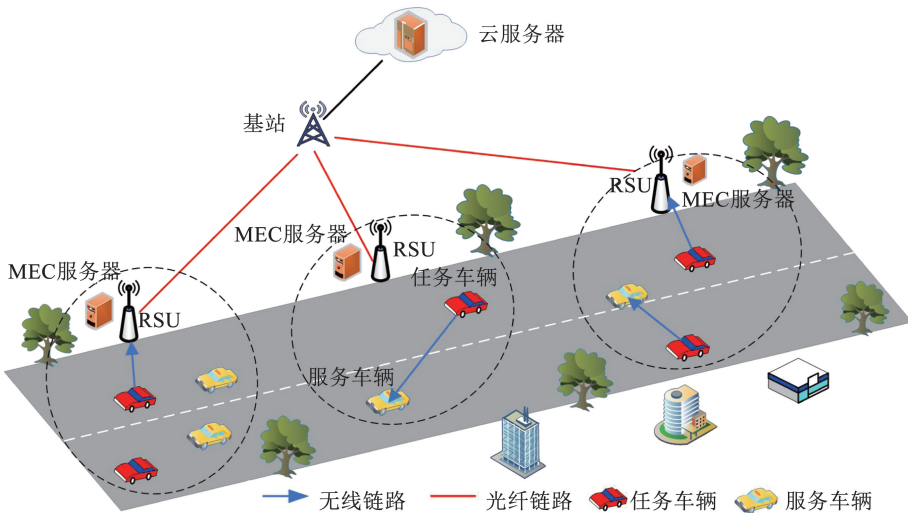 云服务器
基站
RSU
MEC服务器
MEC服务器
RSU
MEC服务器
任务车辆
RSU
服务车辆
无线链路
光纤链路
任务车辆
服务车辆